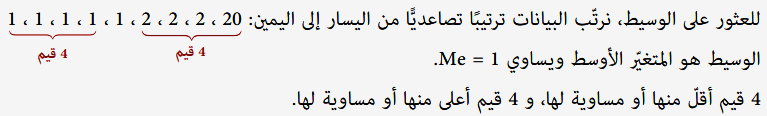 للعثور على الوسيط، نرتّب البيانات ترتيبًا تصاعديًّا من اليسار إلى اليمين: 1 ، 1 ، 1 ، 1 ، 1 ، 2 ، 2 ، 2 ، 20
4 قيم 4 قيم
الوسيط هو المتغيّر الأوسط ويساوي Me = 1.
4 قيم أقلّ منها أو مساوية لها، و 4 قيم أعلى منها أو مساوية لها.